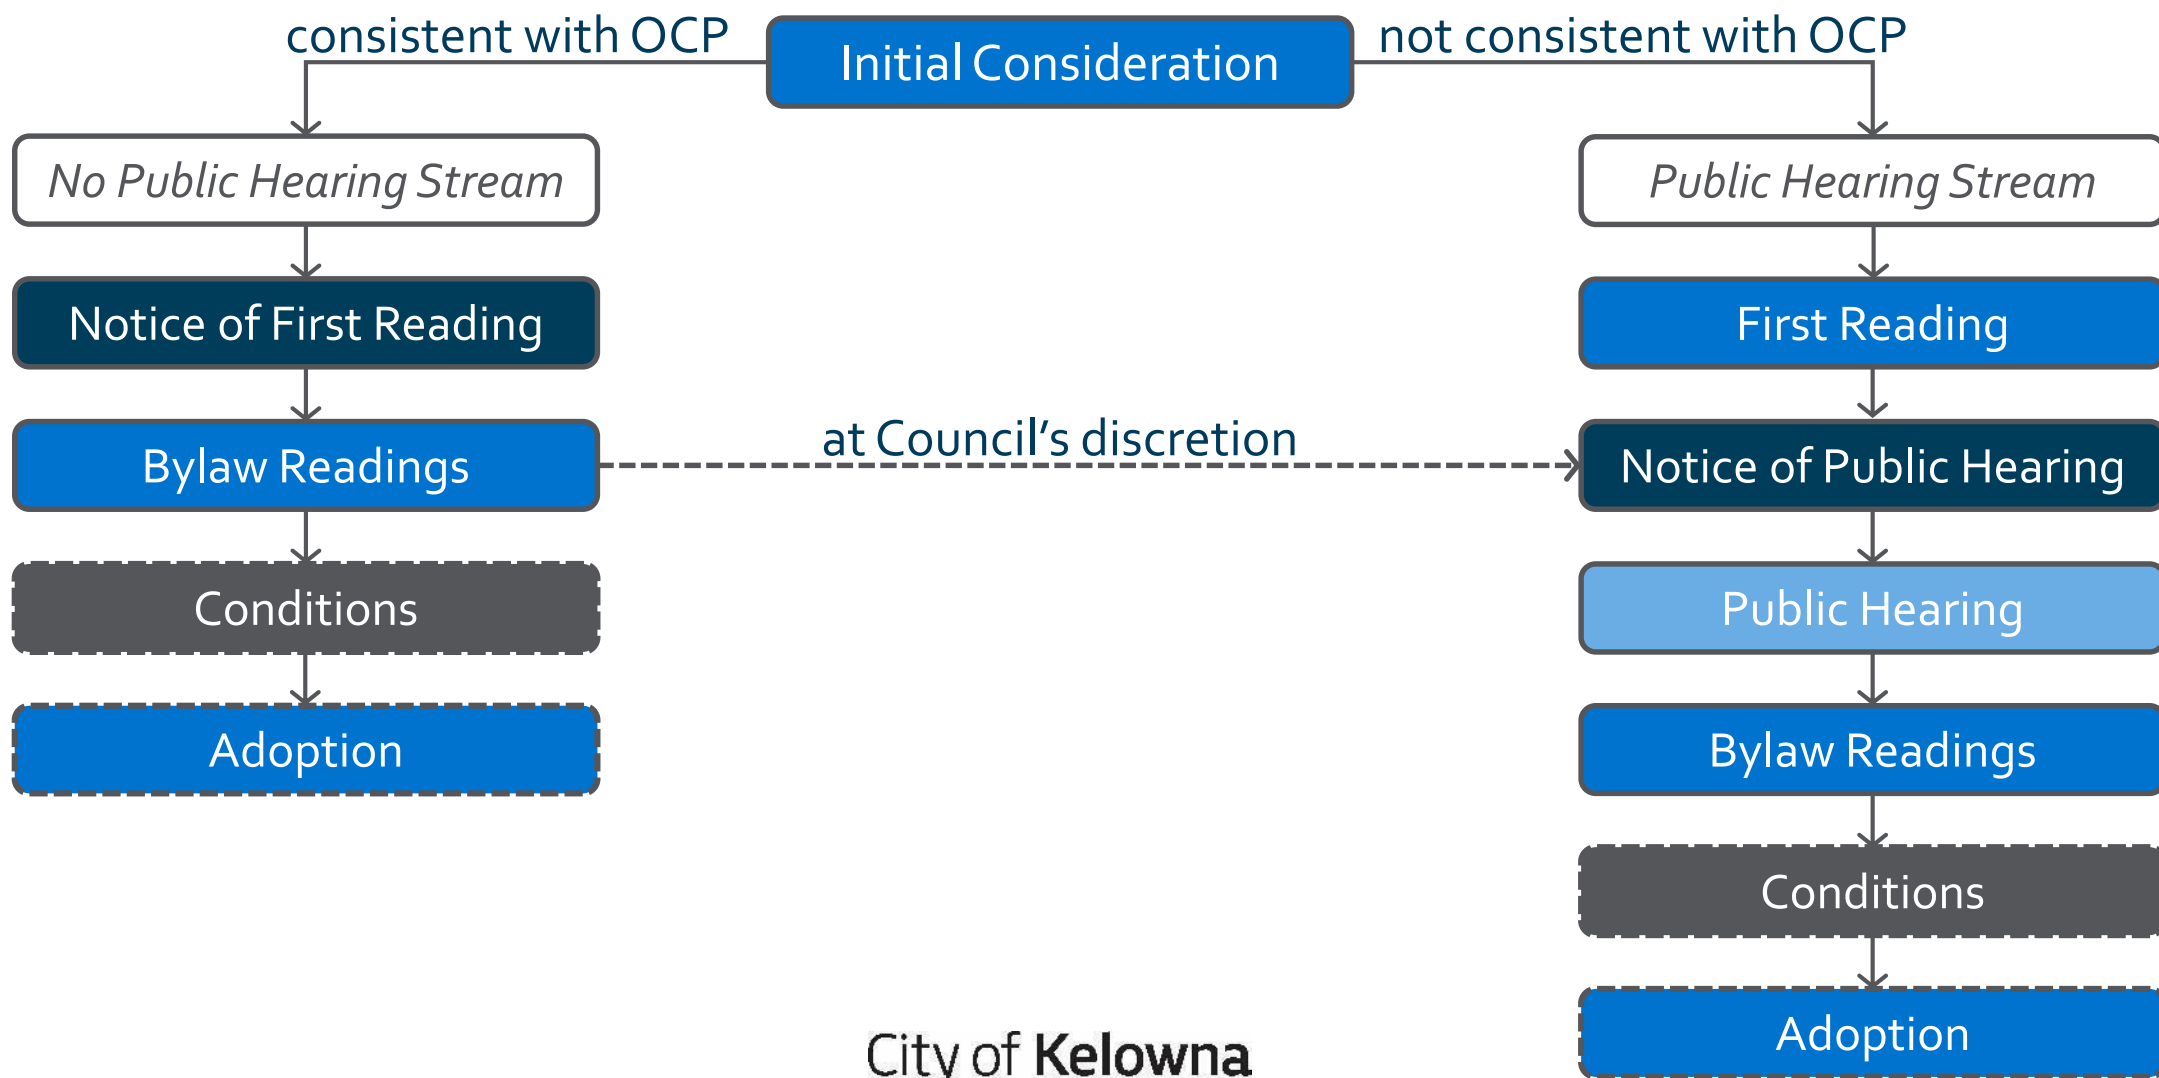 consistent with OCP
Initial Consideration
not consistent with OCP
No Public Hearing Stream
Public Hearing Stream
Notice of First Reading
First Reading
Bylaw Readings
at Council’s discretion
Notice of Public Hearing
Conditions
Public Hearing
Adoption
Bylaw Readings
Conditions
Adoption
City of Kelowna